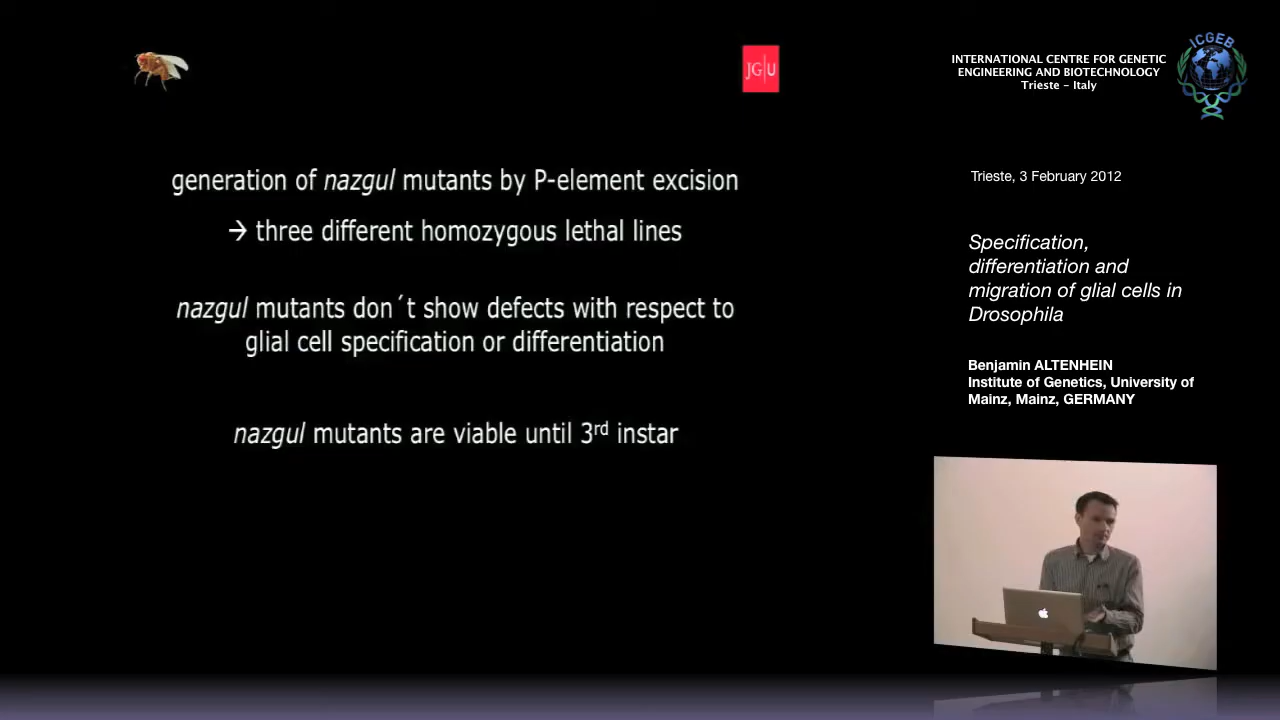 JG|U
ICGEB
INTERNATIONAL CENTRE FOR GENETIC
ENGINEERING AND BIOTECHNOLOGY
Trieste – Italy
generation of nazgul mutants by P-element excision
→ three different homozygous lethal lines
nazgul mutants don´t show defects with respect to
glial cell specification or differentiation
nazgul mutants are viable until 3rd instar
Trieste, 3 February 2012
Specification,
differentiation and
migration of glial cells in
Drosophila
Benjamin ALTENHEIN
Institute of Genetics, University of
Mainz, Mainz, GERMANY